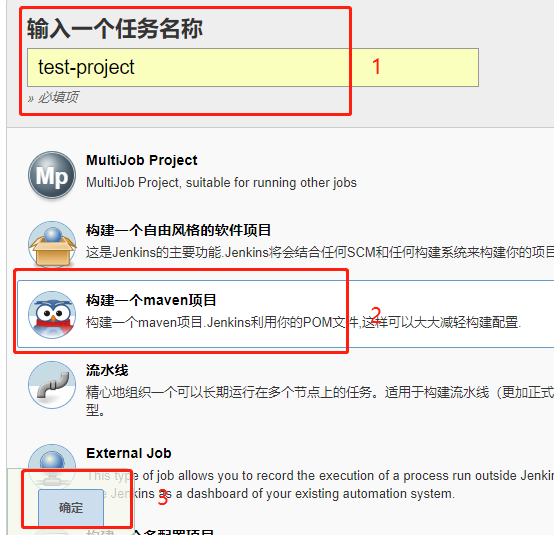 输入一个任务名称
test-project
1
» 必填项
Mp
MultiJob Project
MultiJob Project, suitable for running other jobs
构建一个自由风格的软件项目
这是Jenkins的主要功能.Jenkins将会结合任何SCM和任何构建系统来构建你的项目
构建一个maven项目
2
构建一个maven项目.Jenkins利用你的POM文件,这样可以大大减轻构建配置.
流水线
精心地组织一个可以长期运行在多个节点上的任务。适用于构建流水线（更加正式
型。
External Job
This type of job allows you to record the execution of a process run outside Jenki
Jenkins as a dashboard of your existing automation system.
确定
3
构建一个多配置项目